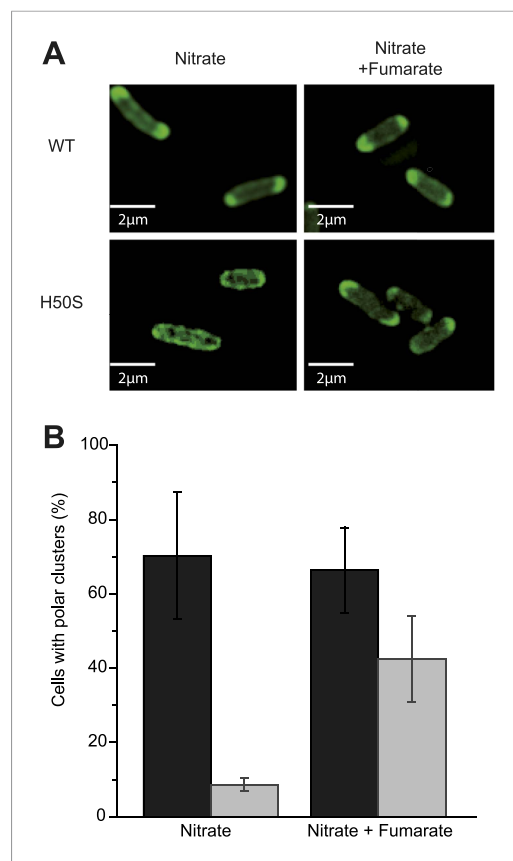 A
Nitrate
Nitrate
+Fumarate
WT
2μm
2μm
H50S
2μm
2μm
B
Cells with polar clusters (%)
100
80
60
40
20
0
Nitrate
Nitrate + Fumarate